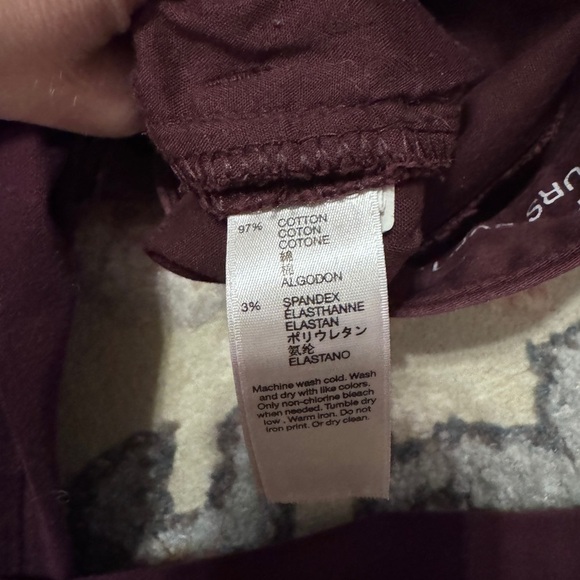 97% COTTON
COTON
COTONE
綿
棉
ALGODON
3% SPANDEX
ÉLASTHANNE
ELASTAN
ポリウレタン
氨纶
ELASTANO
Machine wash cold. Wash
and dry with like colors.
Only non-chlorine bleach
when needed. Tumble dry
low . Warm iron. Do not
iron print. Or dry clean.
URS